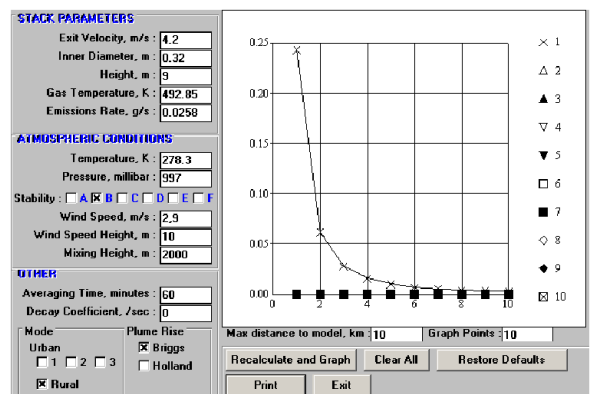 STACK PARAMETERS
Exit Velocity, m/s : 4.2
Inner Diameter, m : 0.32
Height, m : 9
Gas Temperature, K : 492.85
Emissions Rate, g/s : 0.0258
ATMOSPHERIC CONDITIONS
Temperature, K : 278.3
Pressure, millibar : 997
Stability : A B C D E F
Wind Speed, m/s : 2,9
Wind Speed Height, m : 10
Mixing Height, m : 2000
OTHER
Averaging Time, minutes : 60
Decay Coefficient, /sec : 0
Mode
Urban
1 2 3
Rural
Plume Rise
Briggs
Holland
0.25
0.20
0.15
0.10
0.05
0.00
0 2 4 6 8 10
1
2
3
4
5
6
7
8
9
10
Max distance to model, km : 10 Graph Points : 10
Recalculate and Graph Clear All Restore Defaults
Print Exit